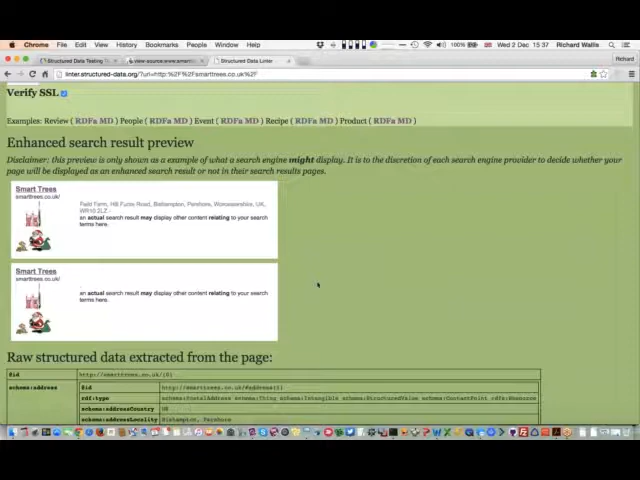 Chrome File Edit View History Bookmarks People Window Help 100% Wed 2 Dec 15:37 Richard Wallis
Structured Data Testing T view-source:www.smartt Structured Data Linter Richard
linter.structured-data.org/?url=http:%2F%2Fsmarttrees.co.uk%2F
Verify SSL
Examples: Review ( RDFa MD ) People ( RDFa MD ) Event ( RDFa MD ) Recipe ( RDFa MD ) Product ( RDFa MD )
Enhanced search result preview
Disclaimer: this preview is only shown as a example of what a search engine might display. It is to the discretion of each search engine provider to decide whether your
page will be displayed as an enhanced search result or not in their search results pages.
Smart Trees
smarttrees.co.uk/
Field Farm, Hill Furze Road, Bishampton, Pershore, Worcestershire, UK,
WR10 2LZ -
an actual search result may display other content relating to your search
terms here.
Smart Trees
smarttrees.co.uk/
an actual search result may display other content relating to your search
terms here.
Raw structured data extracted from the page:
@id http://smarttrees.co.uk/
schema:address @id http://smarttrees.co.uk/#address
rdf:type schema:PostalAddress schema:Thing schema:Intangible schema:StructuredValue schema:ContactPoint rdfs:Resource
schema:addressCountry UK
schema:addressLocality Bishampton, Pershore